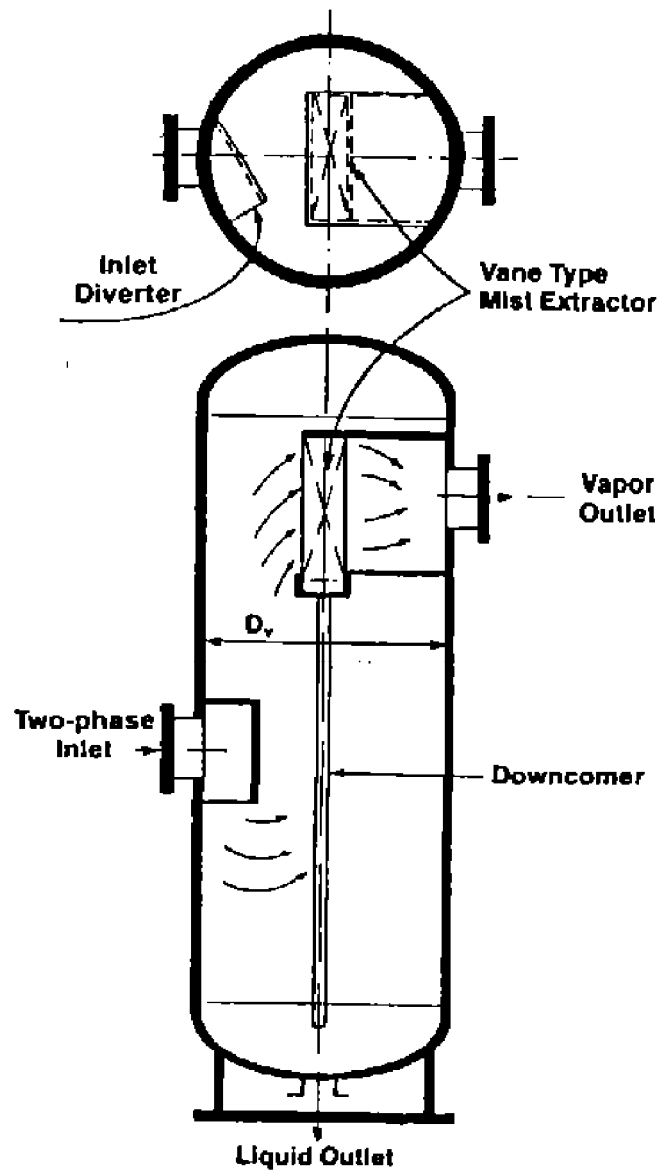 Inlet
Diverter
Vane Type
Mist Extractor
Vapor
Outlet
Dv
Two-phase
Inlet
Downcomer
Liquid Outlet